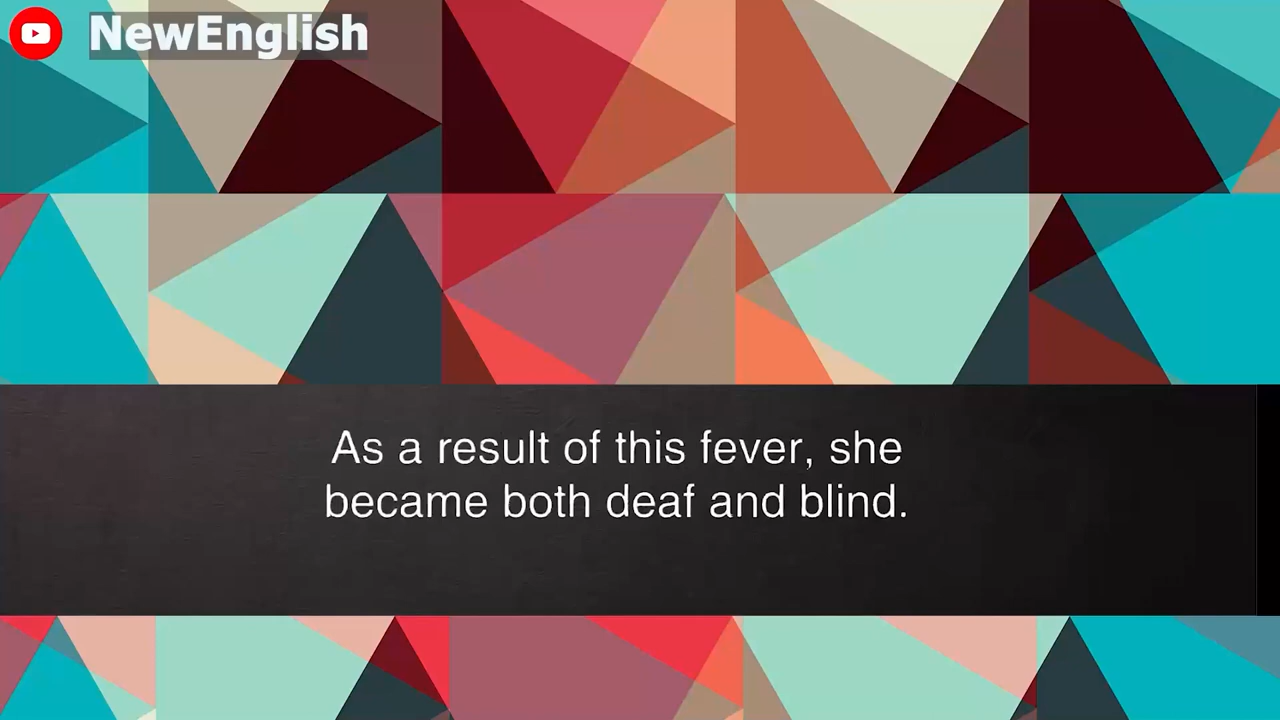 NewEnglish
As a result of this fever, she
became both deaf and blind.